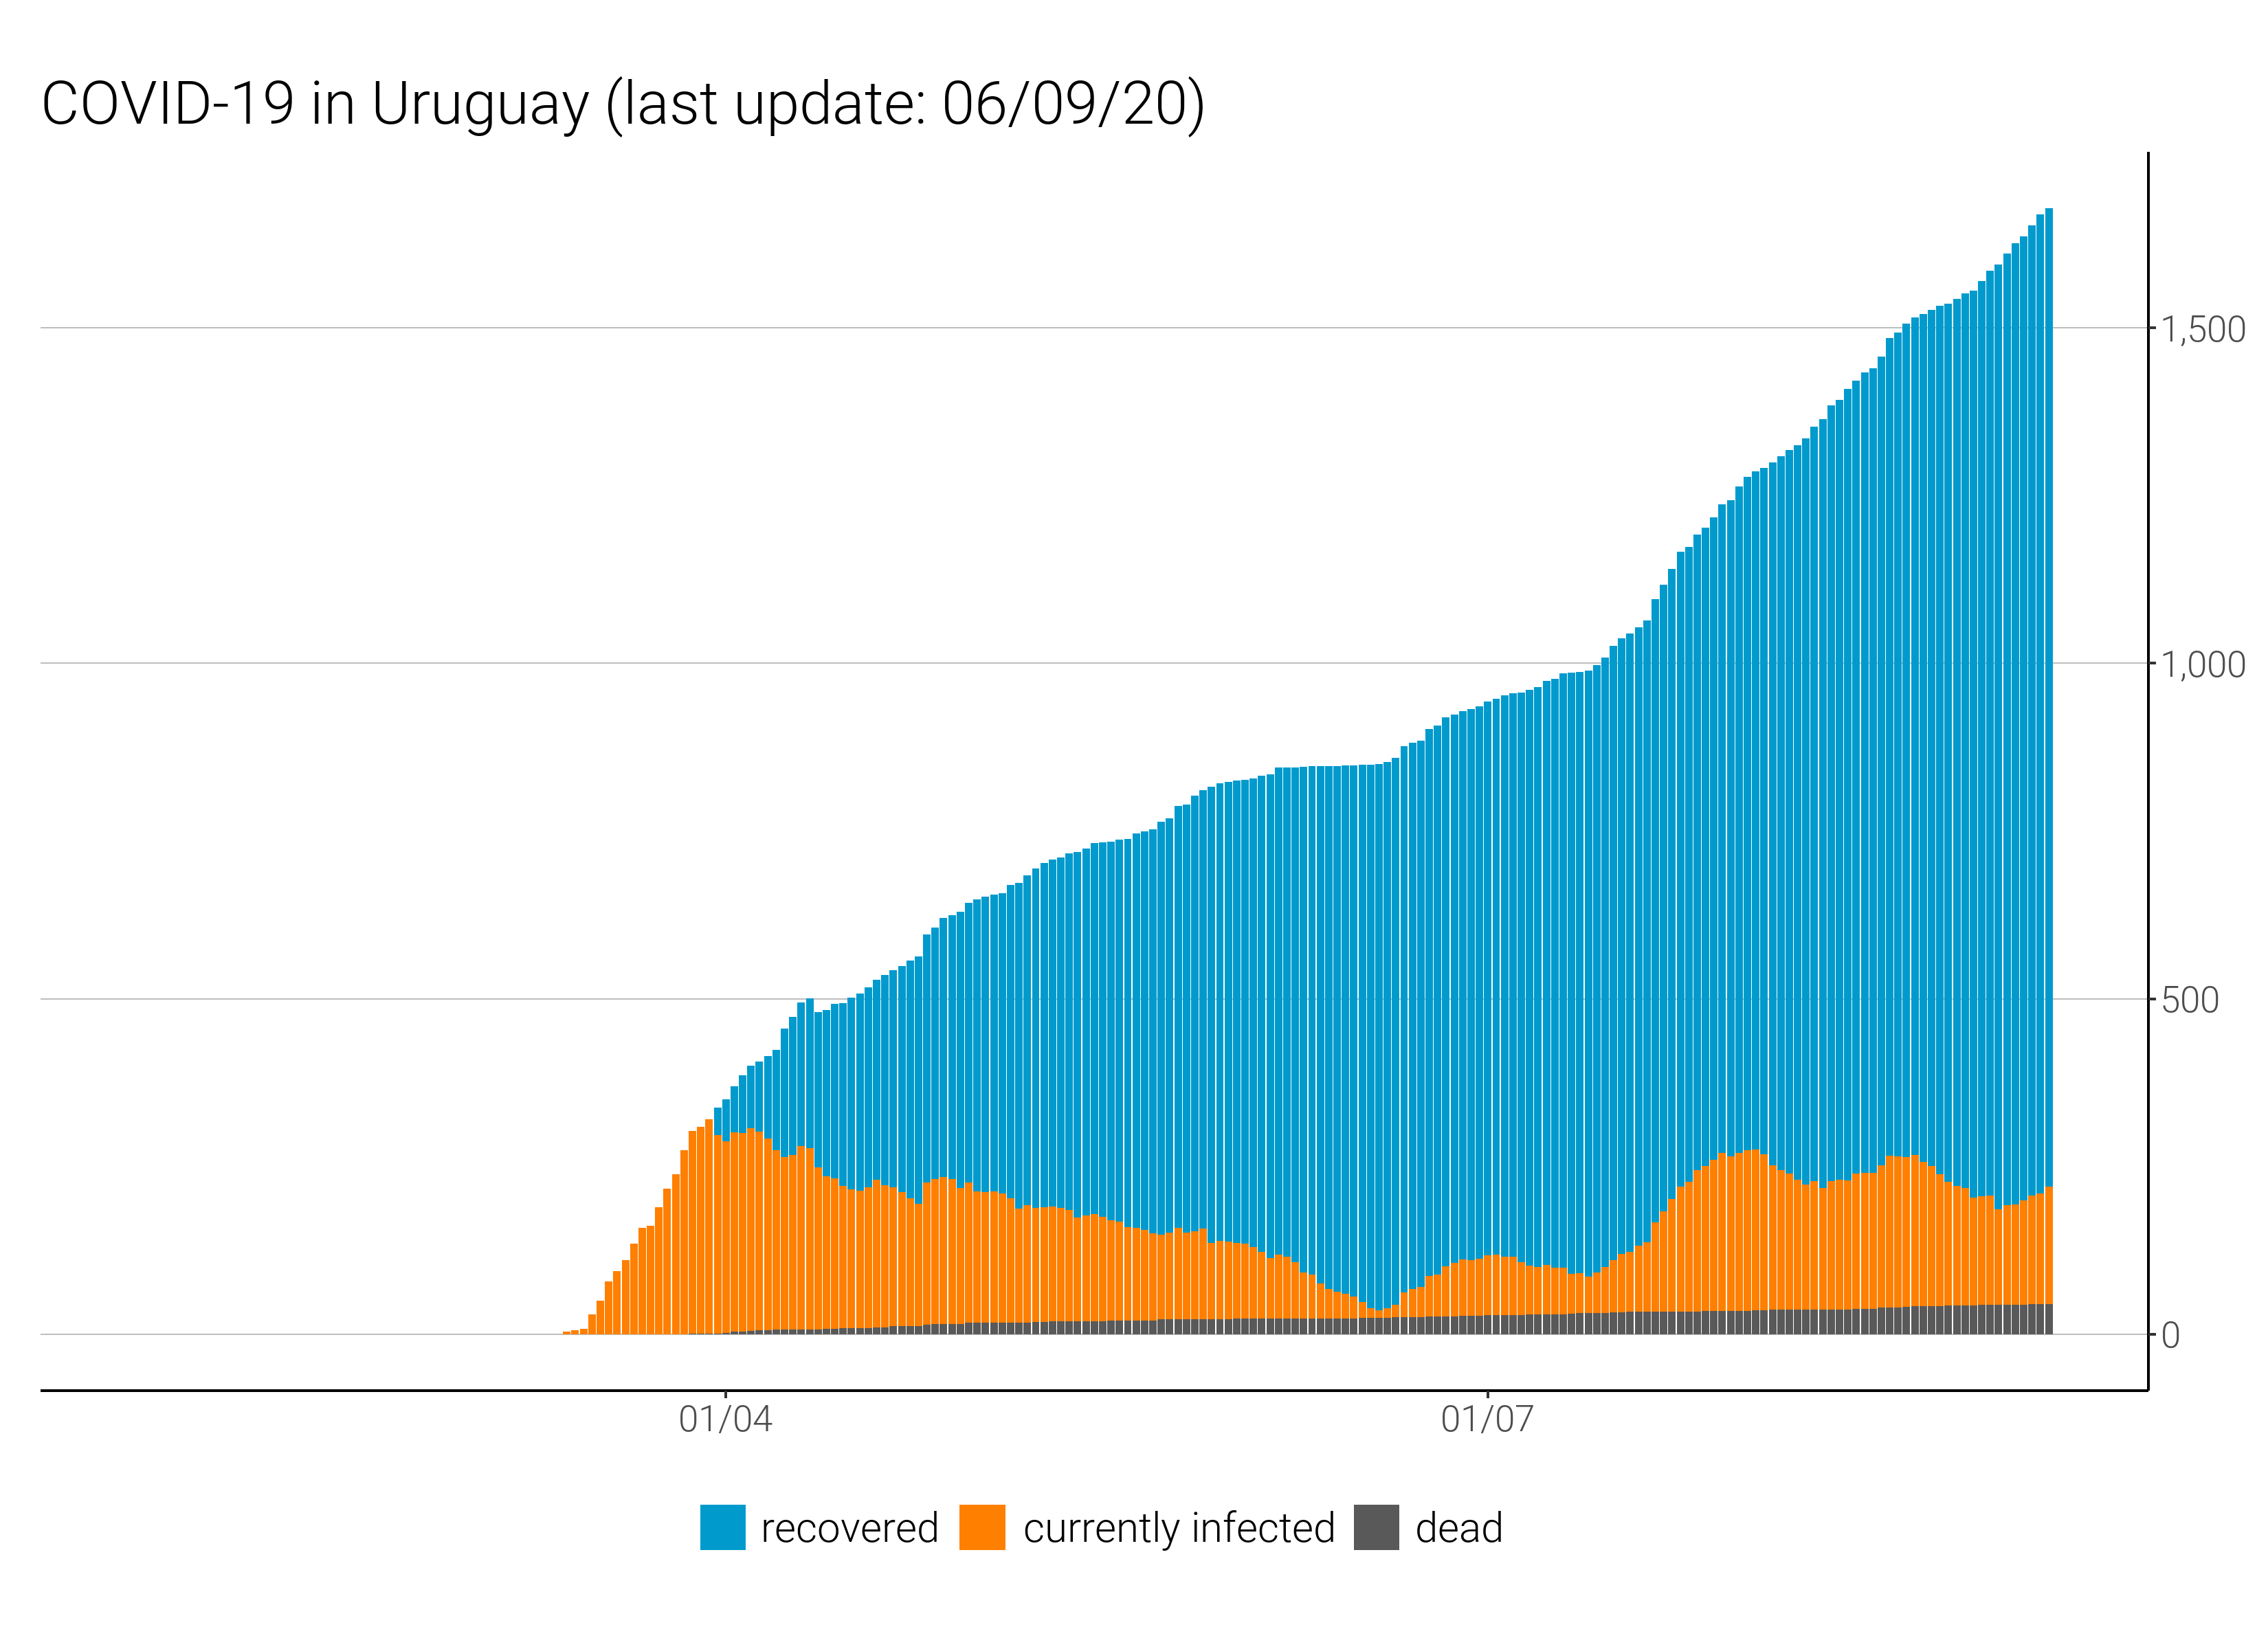 COVID-19 in Uruguay (last update: 06/09/20)
1,500
1,000
500
0
01/04 01/07
recovered currently infected dead